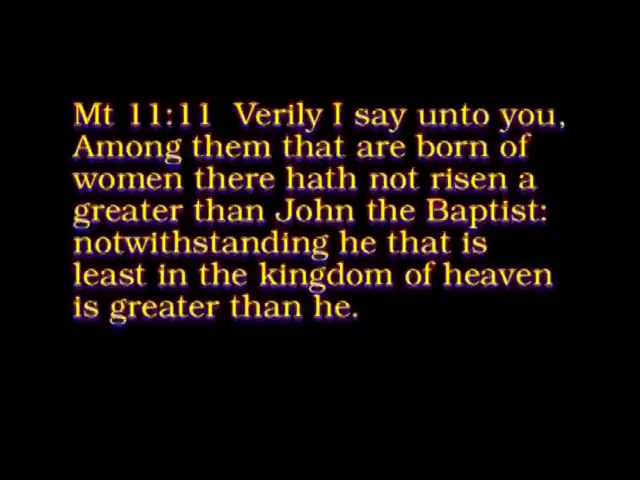 Mt 11:11  Verily I say unto you,
Among them that are born of
women there hath not risen a
greater than John the Baptist:
notwithstanding he that is
least in the kingdom of heaven
is greater than he.